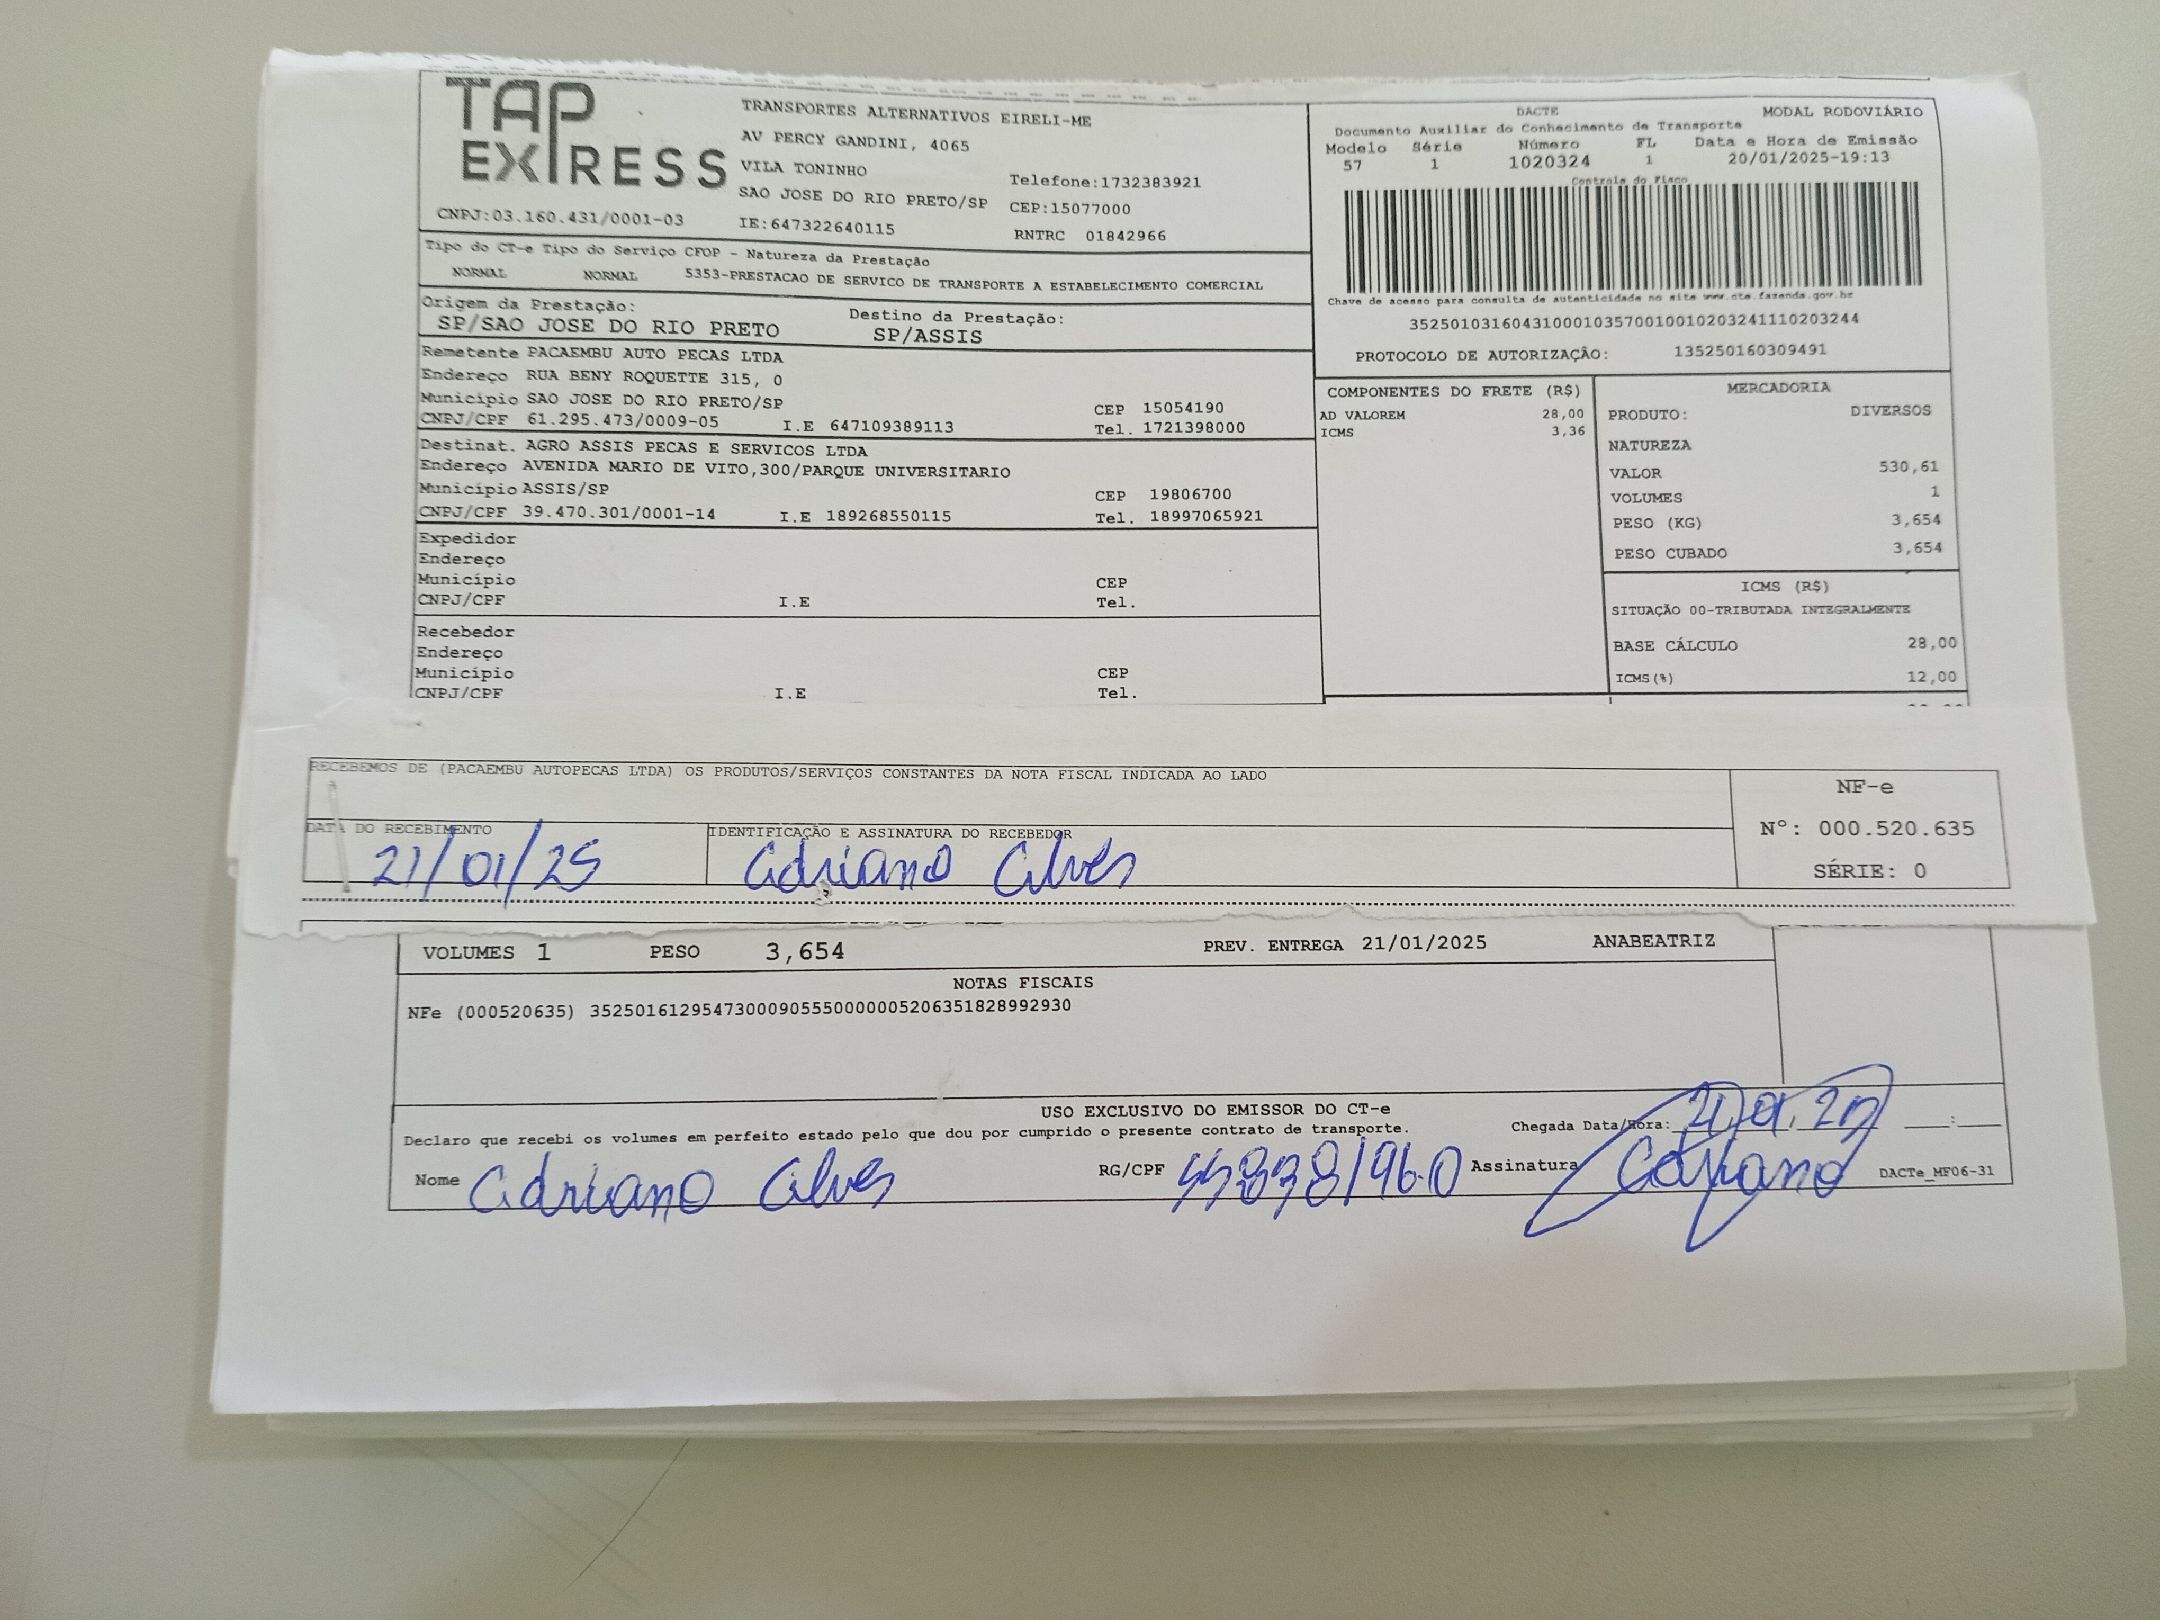 TAP EXPRESS
TRANSPORTES ALTERNATIVOS EIRELI-ME
AV PERCY GANDINI, 4065
VILA TONINHO
Telefone:1732383921
SAO JOSE DO RIO PRETO/SP CEP:15077000
CNPJ:03.160.431/0001-03 IE:647322640115 RNTRC 01842966
DACTE MODAL RODOVIÁRIO
Documento Auxiliar do Conhecimento de Transporte
Modelo Série Número FL Data e Hora de Emissão
57 1 1020324 1 20/01/2025-19:13
Controle do Fisco
Chave de acesso para consulta de autenticidade no site www.cte.fazenda.gov.br
35250103160431000103570010010203241110203244
PROTOCOLO DE AUTORIZAÇÃO: 135250160309491
Tipo do CT-e Tipo do Serviço CFOP - Natureza da Prestação
NORMAL NORMAL 5353-PRESTACAO DE SERVICO DE TRANSPORTE A ESTABELECIMENTO COMERCIAL
Origem da Prestação: Destino da Prestação:
SP/SAO JOSE DO RIO PRETO SP/ASSIS
Remetente PACAEMBU AUTO PECAS LTDA
Endereço RUA BENY ROQUETTE 315, 0
Município SAO JOSE DO RIO PRETO/SP CEP 15054190
CNPJ/CPF 61.295.473/0009-05 I.E 647109389113 Tel. 1721398000
Destinat. AGRO ASSIS PECAS E SERVICOS LTDA
Endereço AVENIDA MARIO DE VITO,300/PARQUE UNIVERSITARIO
Município ASSIS/SP CEP 19806700
CNPJ/CPF 39.470.301/0001-14 I.E 189268550115 Tel. 18997065921
Expedidor
Endereço
Município CEP
CNPJ/CPF I.E Tel.
Recebedor
Endereço
Município CEP
CNPJ/CPF I.E Tel.
COMPONENTES DO FRETE (R$)
AD VALOREM 28,00
ICMS 3,36
MERCADORIA
PRODUTO: DIVERSOS
NATUREZA
VALOR 530,61
VOLUMES 1
PESO (KG) 3,654
PESO CUBADO 3,654
ICMS (R$)
SITUAÇÃO 00-TRIBUTADA INTEGRALMENTE
BASE CÁLCULO 28,00
ICMS(%) 12,00
RECEBEMOS DE (PACAEMBU AUTOPECAS LTDA) OS PRODUTOS/SERVIÇOS CONSTANTES DA NOTA FISCAL INDICADA AO LADO
DATA DO RECEBIMENTO IDENTIFICAÇÃO E ASSINATURA DO RECEBEDOR
21/01/25 Adriano Alves
NF-e
Nº: 000.520.635
SÉRIE: 0
VOLUMES 1 PESO 3,654 PREV. ENTREGA 21/01/2025 ANABEATRIZ
NOTAS FISCAIS
NFe (000520635) 35250161295473000905550000005206351828992930
USO EXCLUSIVO DO EMISSOR DO CT-e
Declaro que recebi os volumes em perfeito estado pelo que dou por cumprido o presente contrato de transporte. Chegada Data/Hora: : 
Nome Adriano Alves RG/CPF Assinatura Adriano DACTe_MF06-31